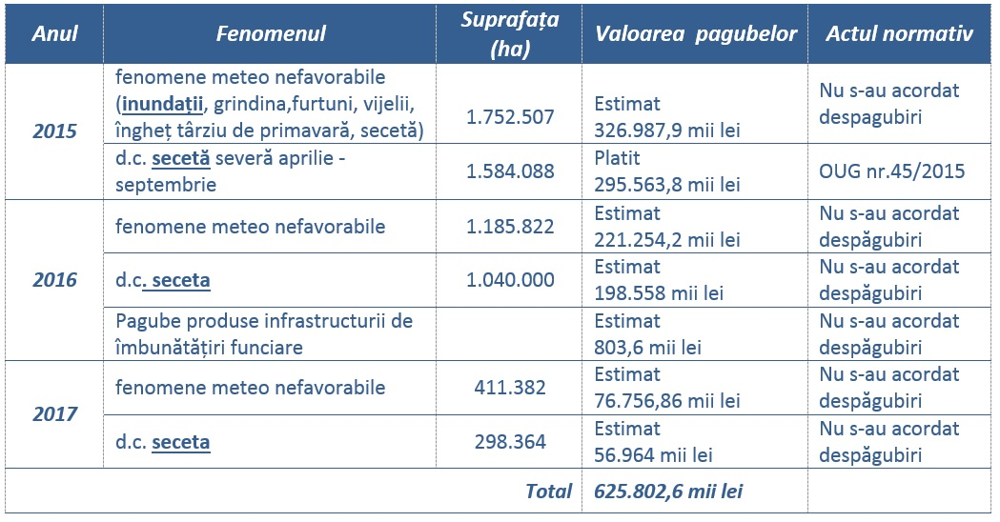 Anul Fenomenul Suprafața (ha) Valoarea pagubelor Actul normativ
2015
fenomene meteo nefavorabile
(inundații, grindina,furtuni, vijelii,
îngheț târziu de primavară, secetă)
1.752.507
Estimat
326.987,9 mii lei
Nu s-au acordat
despagubiri
d.c. secetă severă aprilie -
septembrie
1.584.088
Platit
295.563,8 mii lei
OUG nr.45/2015
2016
fenomene meteo nefavorabile
1.185.822
Estimat
221.254,2 mii lei
Nu s-au acordat
despăgubiri
d.c. seceta
1.040.000
Estimat
198.558 mii lei
Nu s-au acordat
despăgubiri
Pagube produse infrastructurii de
îmbunătățiri funciare
Estimat
803,6 mii lei
Nu s-au acordat
despăgubiri
2017
fenomene meteo nefavorabile
411.382
Estimat
76.756,86 mii lei
Nu s-au acordat
despăgubiri
d.c. seceta
298.364
Estimat
56.964 mii lei
Nu s-au acordat
despăgubiri
Total 625.802,6 mii lei